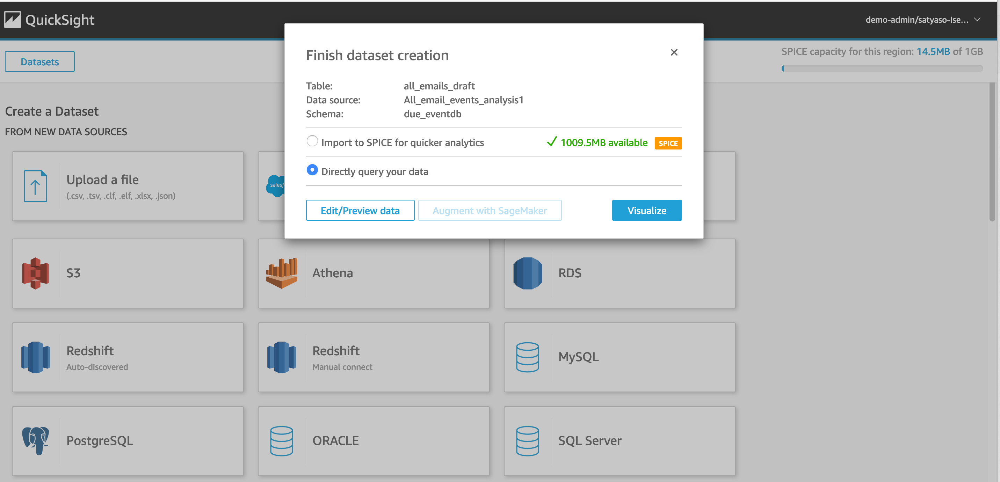 QuickSight
demo-admin/satyaso-Ise...
Datasets
SPICE capacity for this region: 14.5MB of 1GB
Finish dataset creation
Table: all_emails_draft
Data source: All_email_events_analysis1
Schema: due_eventdb
Import to SPICE for quicker analytics 1009.5MB available SPICE
Directly query your data
Edit/Preview data Augment with SageMaker Visualize
Create a Dataset
FROM NEW DATA SOURCES
Upload a file
(.csv, .tsv, .clf, .elf, .xlsx, .json)
salesf
S3
Athena
RDS
Redshift
Auto-discovered
Redshift
Manual connect
MySQL
PostgreSQL
ORACLE
SQL Server